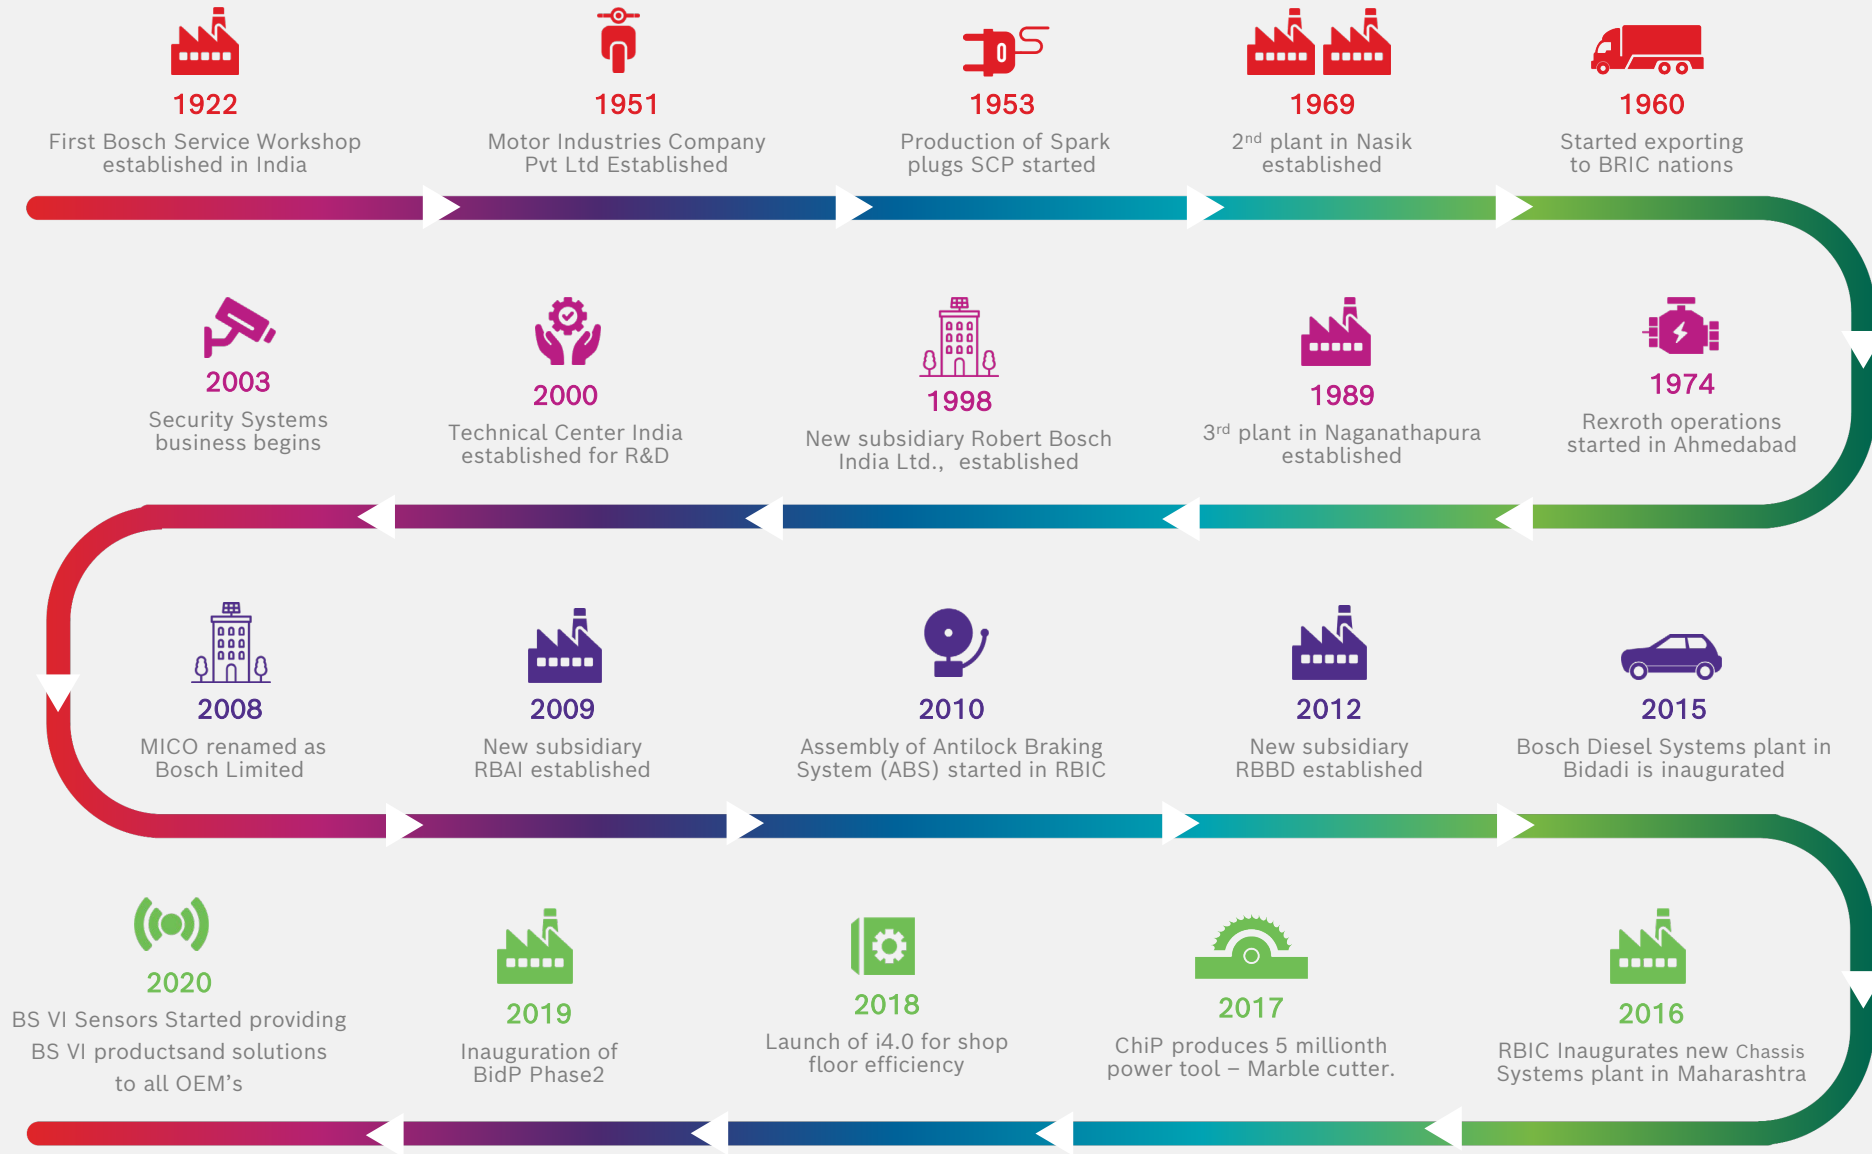 1922
First Bosch Service Workshop
established in India
1951
Motor Industries Company
Pvt Ltd Established
1953
Production of Spark
plugs SCP started
1969
2nd plant in Nasik
established
1960
Started exporting
to BRIC nations
2003
Security Systems
business begins
2000
Technical Center India
established for R&D
1998
New subsidiary Robert Bosch
India Ltd., established
1989
3rd plant in Naganathapura
established
1974
Rexroth operations
started in Ahmedabad
2008
MICO renamed as
Bosch Limited
2009
New subsidiary
RBAI established
2010
Assembly of Antilock Braking
System (ABS) started in RBIC
2012
New subsidiary
RBBD established
2015
Bosch Diesel Systems plant in
Bidadi is inaugurated
2020
BS VI Sensors Started providing
BS VI productsand solutions
to all OEM’s
2019
Inauguration of
BidP Phase2
2018
Launch of i4.0 for shop
floor efficiency
2017
ChiP produces 5 millionth
power tool – Marble cutter.
2016
RBIC Inaugurates new Chassis
Systems plant in Maharashtra